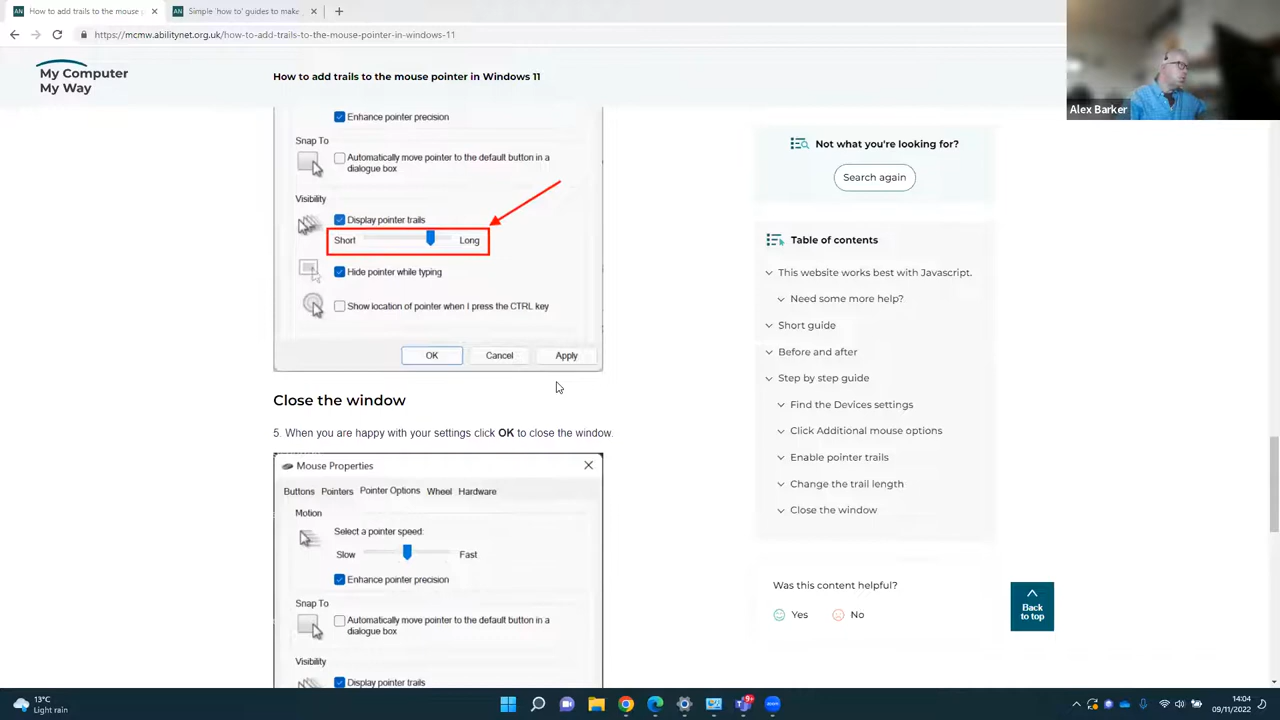 How to add trails to the mouse p
Simple 'how to' guides to make
https://mcmw.abilitynet.org.uk/how-to-add-trails-to-the-mouse-pointer-in-windows-11
Alex Barker
My Computer
My Way
How to add trails to the mouse pointer in Windows 11
Enhance pointer precision
Snap To
Automatically move pointer to the default button in a
dialogue box
Visibility
Display pointer trails
Short Long
Hide pointer while typing
Show location of pointer when I press the CTRL key
OK Cancel Apply
Close the window
5. When you are happy with your settings click OK to close the window.
Mouse Properties
Buttons Pointers Pointer Options Wheel Hardware
Motion
Select a pointer speed:
Slow Fast
Enhance pointer precision
Snap To
Automatically move pointer to the default button in a
dialogue box
Visibility
Display pointer trails
Not what you're looking for?
Search again
Table of contents
This website works best with Javascript.
Need some more help?
Short guide
Before and after
Step by step guide
Find the Devices settings
Click Additional mouse options
Enable pointer trails
Change the trail length
Close the window
Was this content helpful?
Yes No
Back
to top
13°C
Light rain
14:04
09/11/2022